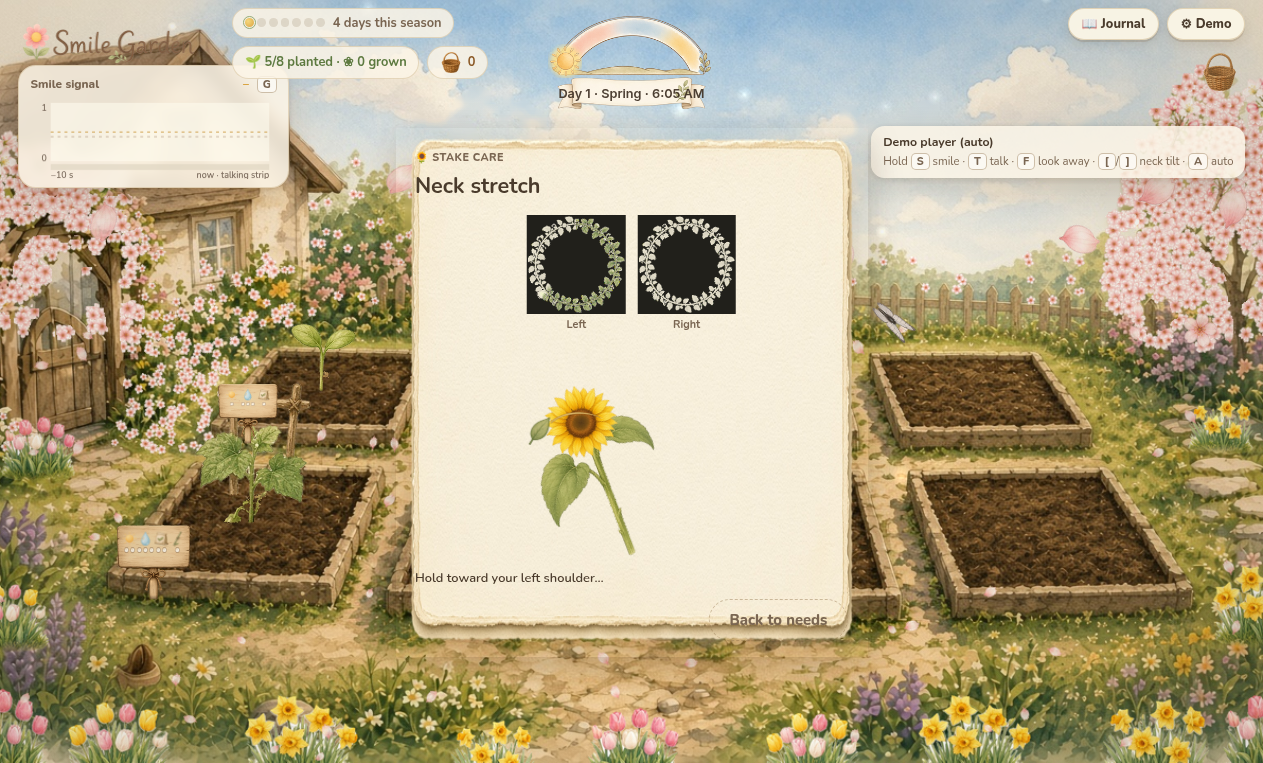 Smile Garde
4 days this season
5/8 planted · 0 grown
0
Smile signal
– G
1
0
−10 s
now · talking strip
Day 1 · Spring · 6:05 AM
Journal
Demo
Demo player (auto)
Hold S smile · T talk · F look away · [ / ] neck tilt · A auto
STAKE CARE
Neck stretch
Left
Right
Hold toward your left shoulder…
Back to needs